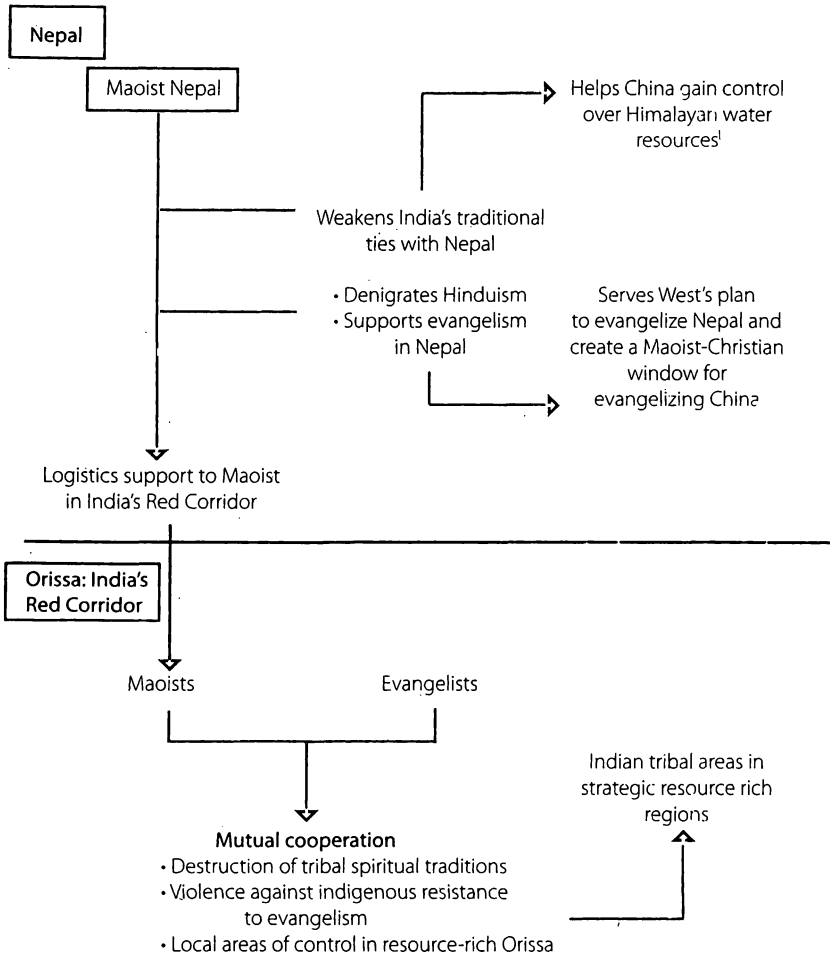 Nepal
Maoist Nepal
Helps China gain control
over Himalayan water
resources¹
Weakens India's traditional
ties with Nepal
• Denigrates Hinduism
• Supports evangelism
in Nepal
Serves West's plan
to evangelize Nepal and
create a Maoist-Christian
window for
evangelizing China
Logistics support to Maoist
in India's Red Corridor
Orissa: India's
Red Corridor
Maoists
Evangelists
Indian tribal areas in
strategic resource rich
regions
Mutual cooperation
• Destruction of tribal spiritual traditions
• Violence against indigenous resistance
to evangelism
• Local areas of control in resource-rich Orissa